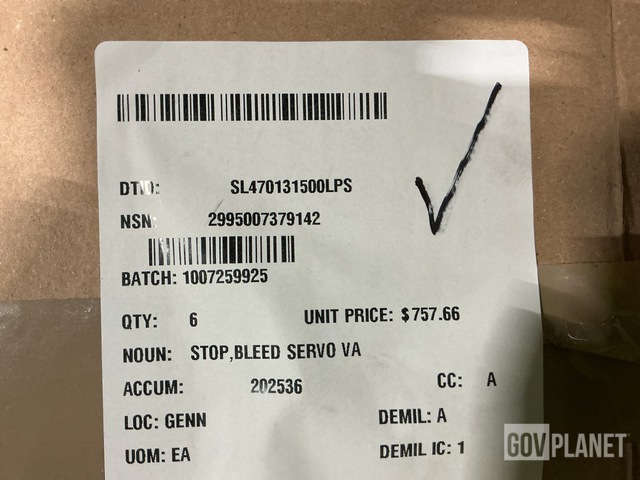 DTID: SL470131500LPS
NSN: 2995007379142
BATCH: 1007259925
QTY: 6 UNIT PRICE: $757.66
NOUN: STOP,BLEED SERVO VA
ACCUM: 202536 CC: A
LOC: GENN DEMIL: A
UOM: EA DEMIL IC: 1
GOVPLANET